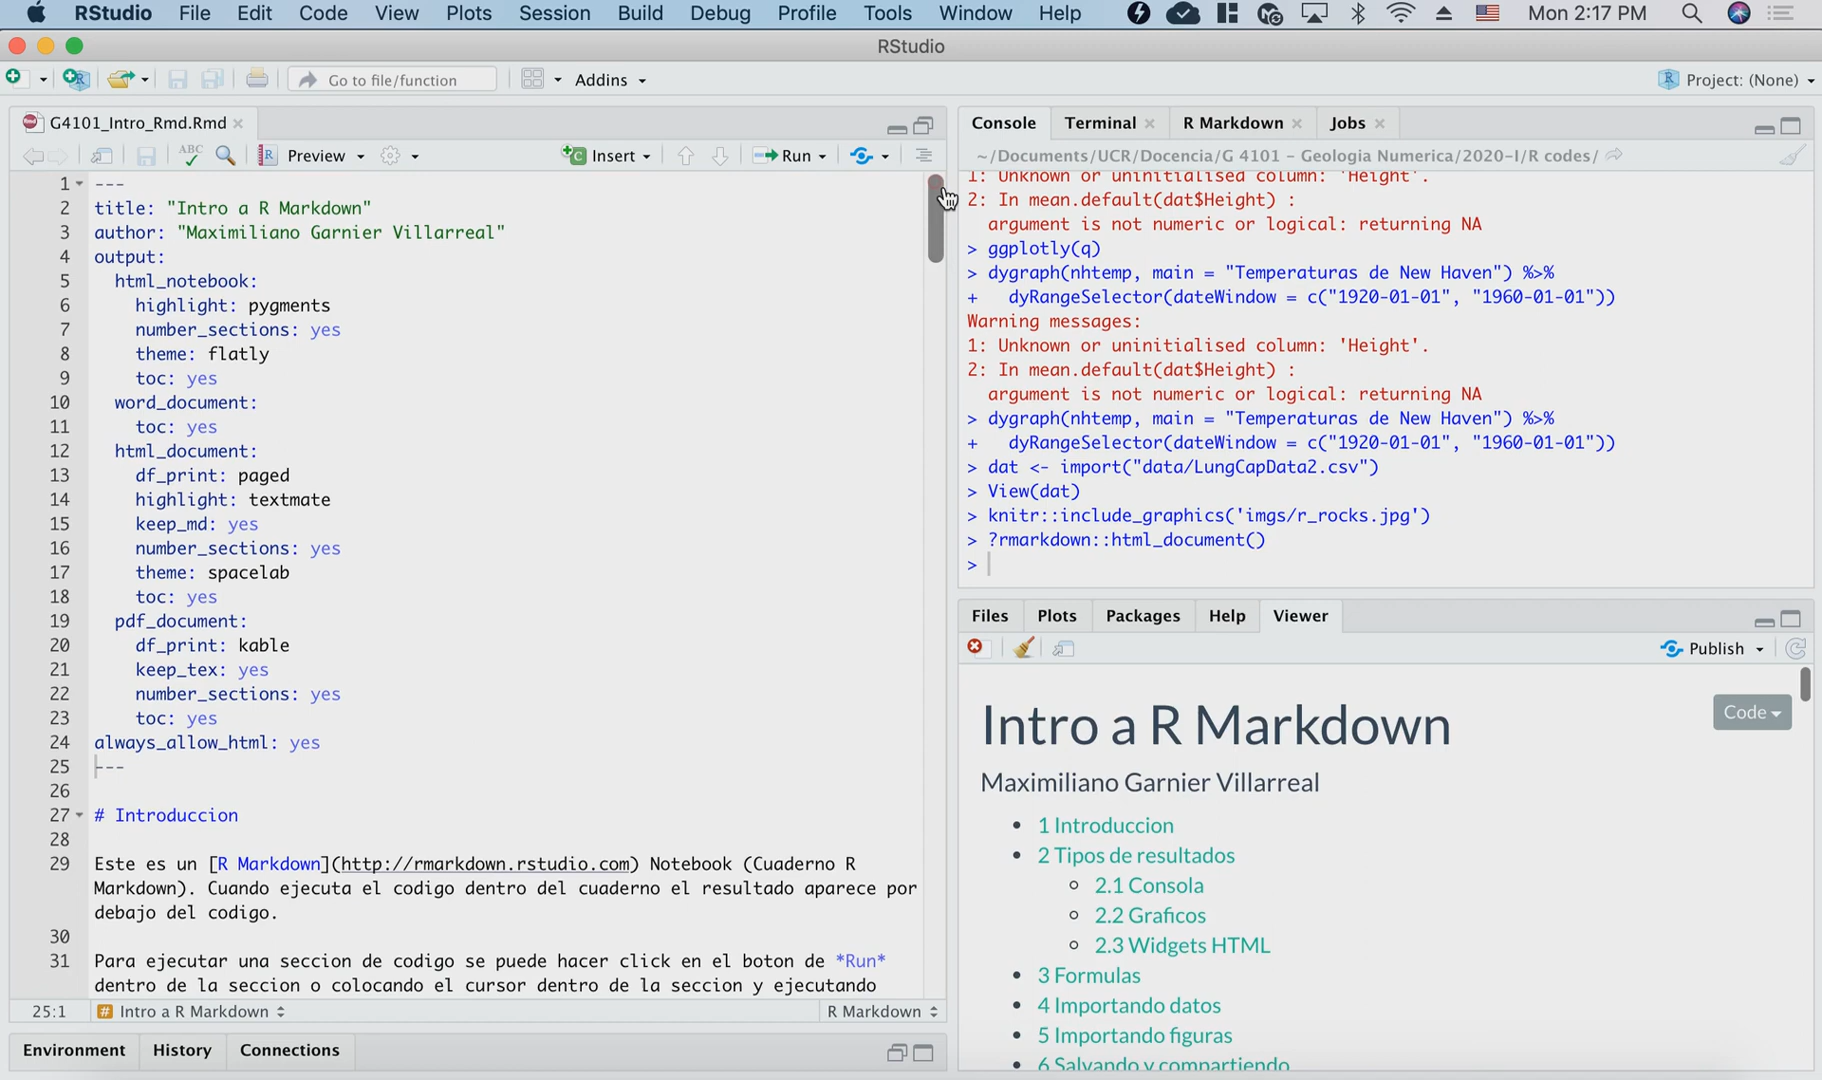 RStudio File Edit Code View Plots Session Build Debug Profile Tools Window Help Mon 2:17 PM
RStudio
Go to file/function Addins Project: (None)
G4101_Intro_Rmd.Rmd
ABC Preview Insert Run
1 ---
2 title: "Intro a R Markdown"
3 author: "Maximiliano Garnier Villarreal"
4 output:
5 html_notebook:
6 highlight: pygments
7 number_sections: yes
8 theme: flatly
9 toc: yes
10 word_document:
11 toc: yes
12 html_document:
13 df_print: paged
14 highlight: textmate
15 keep_md: yes
16 number_sections: yes
17 theme: spacelab
18 toc: yes
19 pdf_document:
20 df_print: kable
21 keep_tex: yes
22 number_sections: yes
23 toc: yes
24 always_allow_html: yes
25 ---
26
27 # Introduccion
28
29 Este es un [R Markdown](http://rmarkdown.rstudio.com) Notebook (Cuaderno R
Markdown). Cuando ejecuta el codigo dentro del cuaderno el resultado aparece por
debajo del codigo.
30
31 Para ejecutar una seccion de codigo se puede hacer click en el boton de *Run*
dentro de la seccion o colocando el cursor dentro de la seccion y ejecutando
25:1 # Intro a R Markdown R Markdown
Environment History Connections
Console Terminal R Markdown Jobs
~/Documents/UCR/Docencia/G 4101 - Geologia Numerica/2020-I/R codes/
1: Unknown or uninitialised column: 'Height'.
2: In mean.default(dat$Height) :
argument is not numeric or logical: returning NA
> ggplotly(q)
> dygraph(nhtemp, main = "Temperaturas de New Haven") %>%
+ dyRangeSelector(dateWindow = c("1920-01-01", "1960-01-01"))
Warning messages:
1: Unknown or uninitialised column: 'Height'.
2: In mean.default(dat$Height) :
argument is not numeric or logical: returning NA
> dygraph(nhtemp, main = "Temperaturas de New Haven") %>%
+ dyRangeSelector(dateWindow = c("1920-01-01", "1960-01-01"))
> dat <- import("data/LungCapData2.csv")
> View(dat)
> knitr::include_graphics('imgs/r_rocks.jpg')
> ?rmarkdown::html_document()
>
Files Plots Packages Help Viewer
Publish
Intro a R Markdown
Code
Maximiliano Garnier Villarreal
• 1 Introduccion
• 2 Tipos de resultados
○ 2.1 Consola
○ 2.2 Graficos
○ 2.3 Widgets HTML
• 3 Formulas
• 4 Importando datos
• 5 Importando figuras
6 Salvando y compartiendo